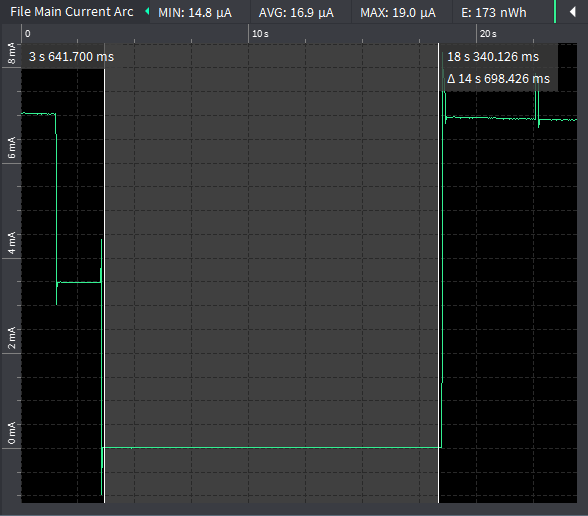 File Main Current Arc MIN: 14.8 µA AVG: 16.9 µA MAX: 19.0 µA E: 173 nWh
0 10 s 20 s
3 s 641.700 ms
18 s 340.126 ms
Δ 14 s 698.426 ms
8 mA
6 mA
4 mA
2 mA
0 mA